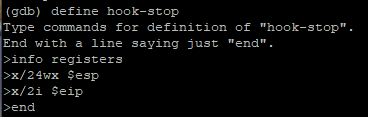 (gdb) define hook-stop
Type commands for definition of "hook-stop".
End with a line saying just "end".
>info registers
>x/24wx $esp
>x/2i $eip
>end